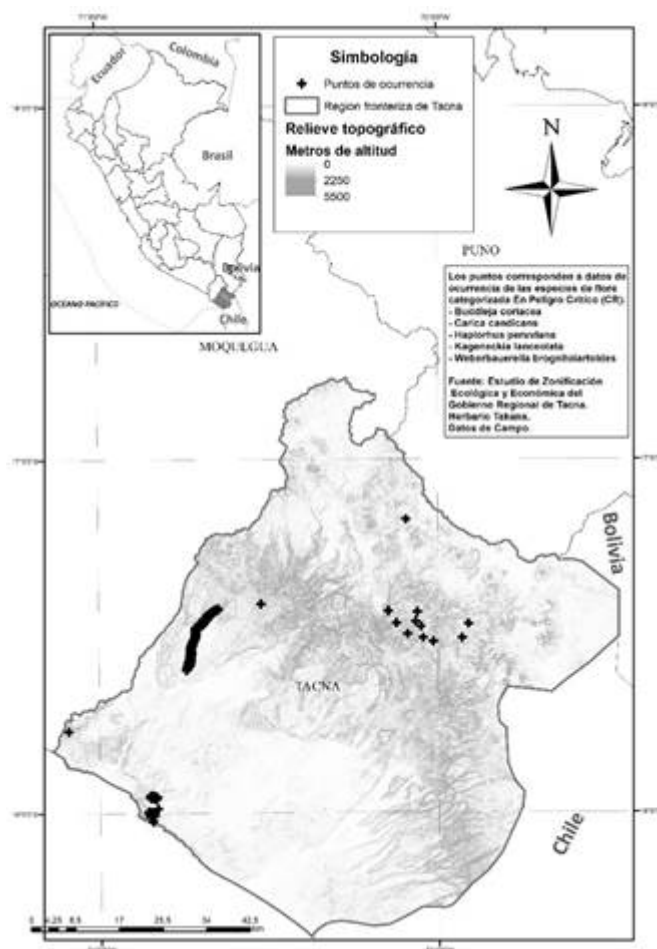 Ecuador
Colombia
Brasil
Bolivia
OCEANO PACÍFICO
Chile
Simbología
Puntos de ocurrencia
Region fronteriza de Tacna
Relieve topográfico
Metros de altitud
0
2250
5500
N
PUNO
MOQUEGUA
Los puntos corresponden a datos de
ocurrencia de las especies de flora
categorizada En Peligro Crítico (CR):
- Buddleja coriacea
- Carica candicans
- Haplorhus peruviana
- Kageneckia lanceolata
- Weberbauerella brogniartoides
Fuente: Estudio de Zonificación
Ecológica y Económica del
Gobierno Regional de Tacna.
Herbario Takana.
Datos de Campo
Bolivia
TACNA
Chile
0 4.25 8.5 17 25.5 34 42.5